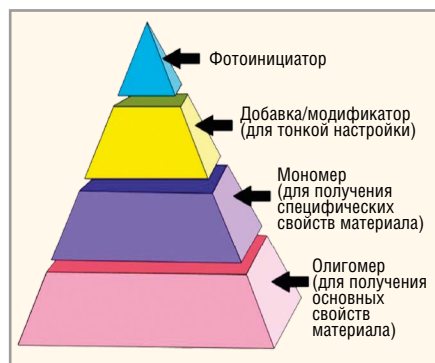 Фотоинициатор
Добавка/модификатор
(для тонкой настройки)
Мономер
(для получения
специфических
свойств материала)
Олигомер
(для получения
основных
свойств
материала)